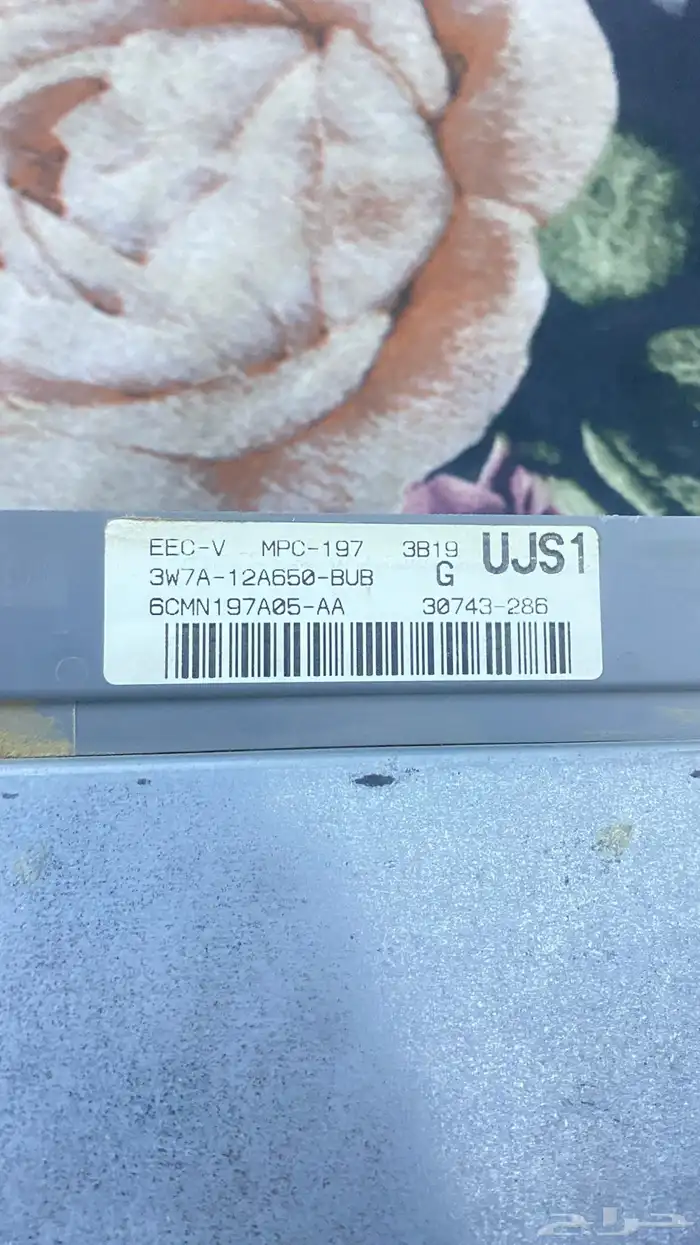 EEC-V MPC-197 3B19 UJS1
3W7A-12A650-BUB G
6CMN197A05-AA 30743-286
حراج